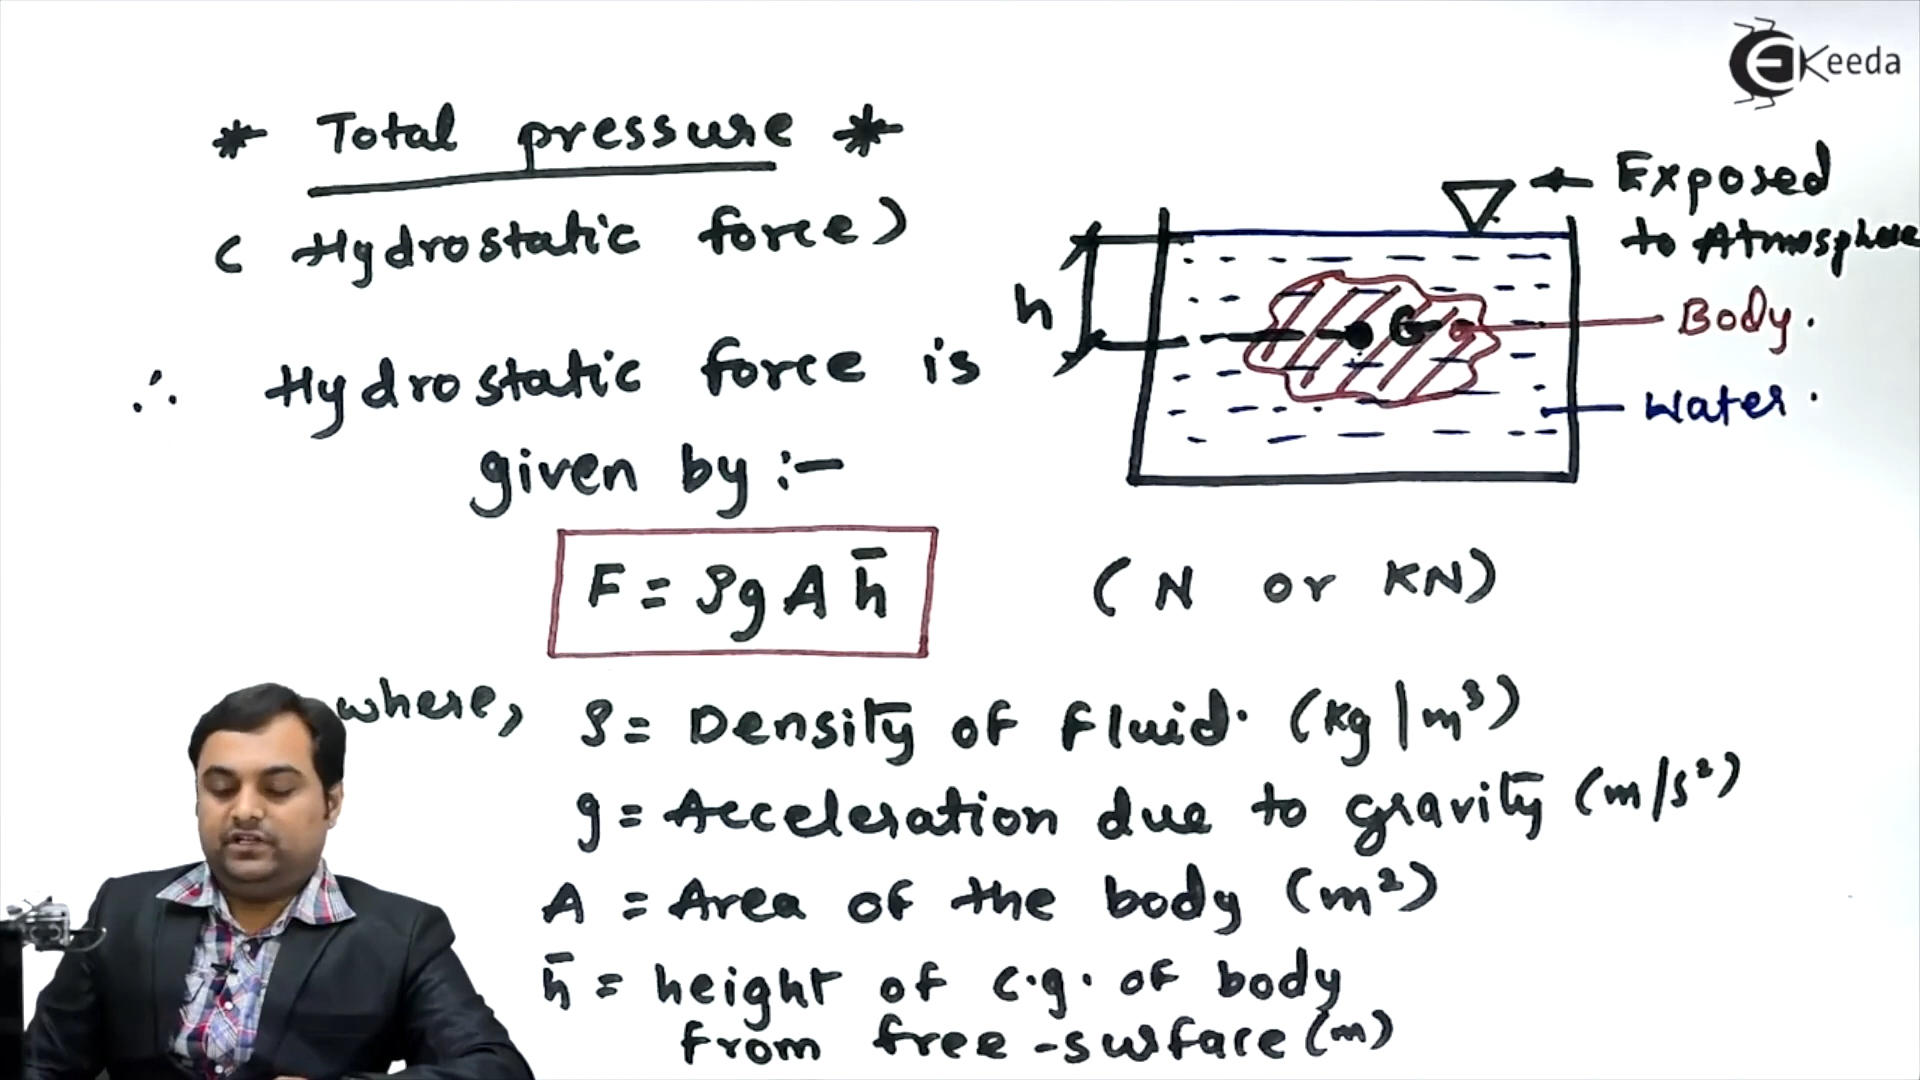 EKeeda
* Total pressure *
( Hydrostatic force )
∴ Hydrostatic force is
given by :-
F = ρg A h̄
( N or KN )
where, ρ = Density of fluid. (kg/m³)
g = Acceleration due to gravity (m/s²)
A = Area of the body (m²)
h̄ = height of c.g. of body
from free-surface (m)
Exposed
to Atmosphere
h
G
Body.
Water.